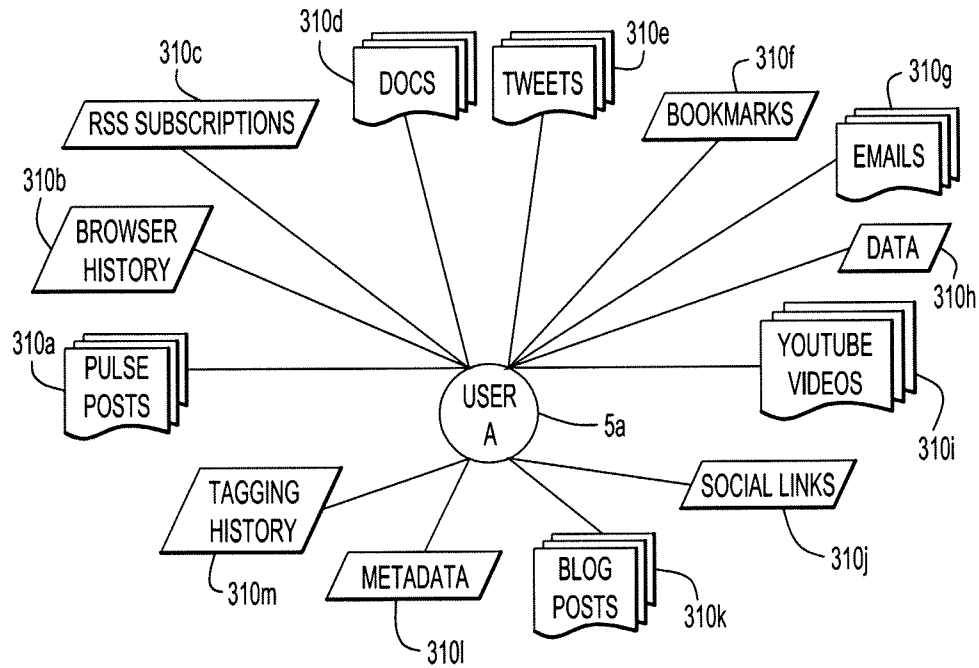 310d
310e
310c
DOCS
TWEETS
310f
310g
RSS SUBSCRIPTIONS
BOOKMARKS
EMAILS
310b
BROWSER
HISTORY
DATA
310h
310a
PULSE
POSTS
YOUTUBE
VIDEOS
USER
A
5a
310i
TAGGING
HISTORY
SOCIAL LINKS
310m
METADATA
BLOG
POSTS
310j
310k
310l